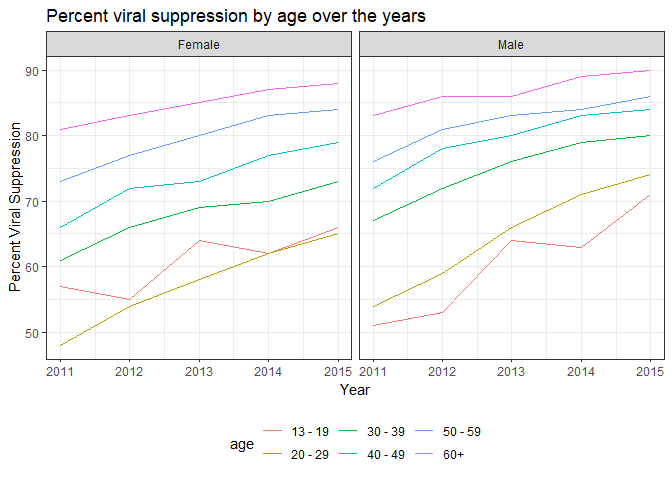 Percent viral suppression by age over the years
Female
Male
Percent Viral Suppression
90
80
70
60
50
2011 2012 2013 2014 2015
2011 2012 2013 2014 2015
Year
age
13 - 19 30 - 39 50 - 59
20 - 29 40 - 49 60+